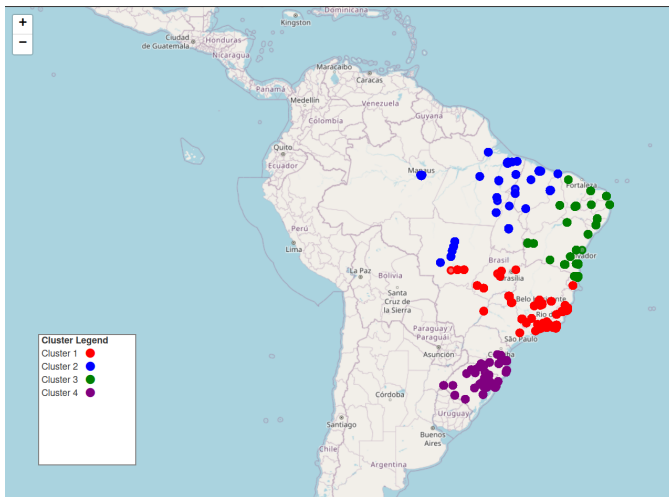 +
−
Dominicana
Kingston
Ciudad
de Guatemala
Honduras
Nicaragua
Maracaibo
Caracas
Panamá
Medellín
Venezuela
Guyana
Colombia
Quito
Ecuador
Manaus
Fortaleza
Perú
Lima
Brasil
La Paz
Bolivia
Santa
Cruz de
la Sierra
Paraguay /
Paraguái
São Paulo
Asunción
Córdoba
Uruguay
Santiago
Buenos
Aires
Chile
Argentina
Cluster Legend
Cluster 1
Cluster 2
Cluster 3
Cluster 4